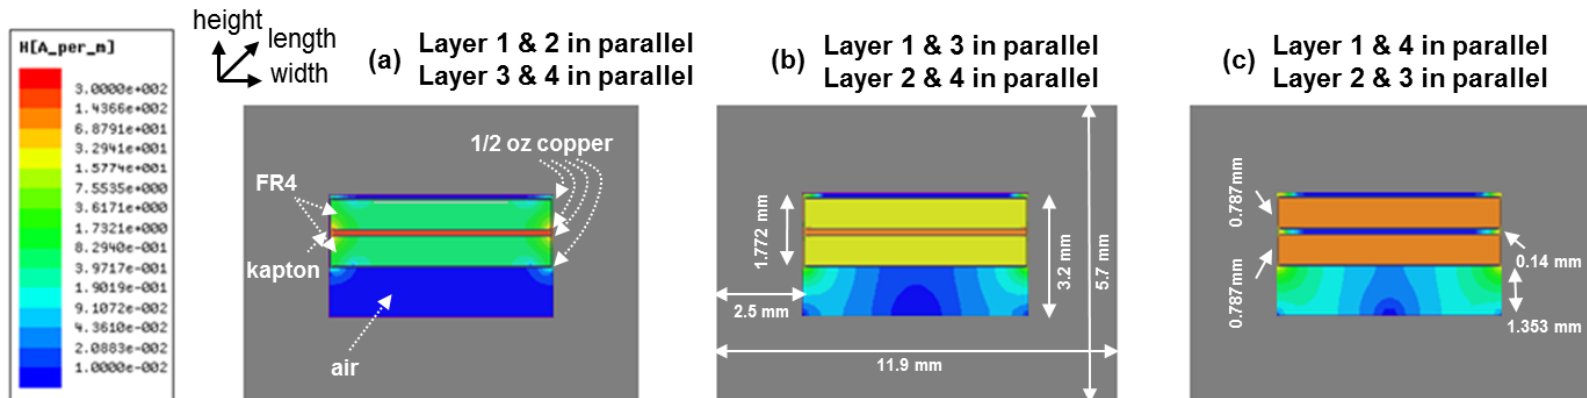 H[A_per_m]
3.0000e+002
1.4366e+002
6.8791e+001
3.2941e+001
1.5774e+001
7.5535e+000
3.6171e+000
1.7321e+000
8.2940e-001
3.9717e-001
1.9019e-001
9.1072e-002
4.3610e-002
2.0883e-002
1.0000e-002
height
length
width
(a) Layer 1 & 2 in parallel
Layer 3 & 4 in parallel
1/2 oz copper
FR4
kapton
air
(b) Layer 1 & 3 in parallel
Layer 2 & 4 in parallel
1.772 mm
3.2 mm
5.7 mm
2.5 mm
11.9 mm
(c) Layer 1 & 4 in parallel
Layer 2 & 3 in parallel
0.787mm
0.787mm
0.14 mm
1.353 mm